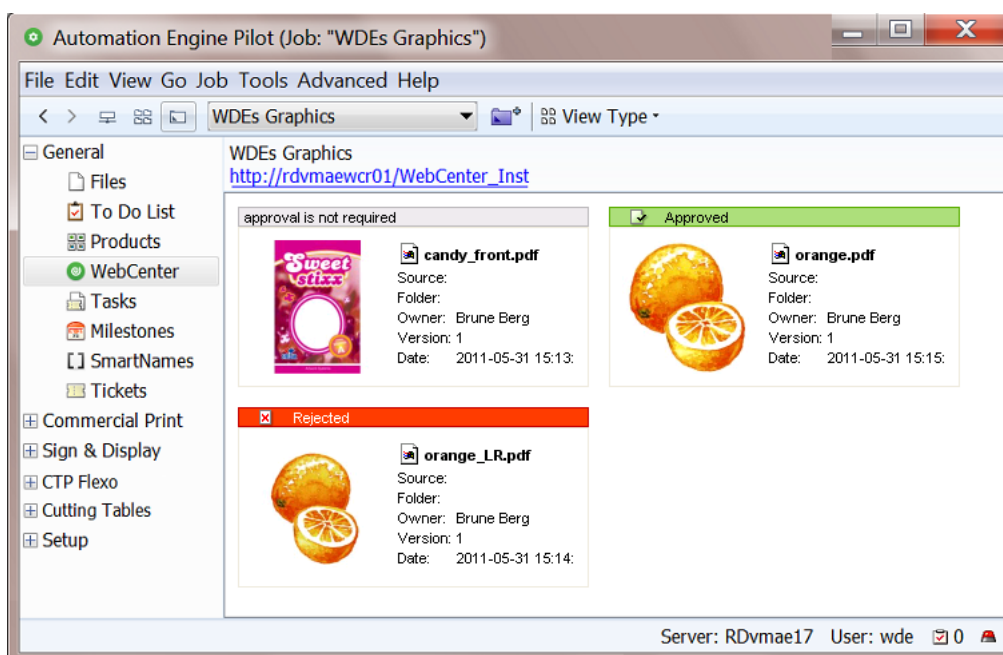 Automation Engine Pilot (Job: "WDEs Graphics")
File Edit View Go Job Tools Advanced Help
WDEs Graphics
View Type
General
Files
To Do List
Products
WebCenter
Tasks
Milestones
SmartNames
Tickets
Commercial Print
Sign & Display
CTP Flexo
Cutting Tables
Setup
WDEs Graphics
http://rdvmaewcr01/WebCenter_Inst
approval is not required
Sweet
stixx
candy_front.pdf
Source:
Folder:
Owner: Brune Berg
Version: 1
Date: 2011-05-31 15:13:
Approved
orange.pdf
Source:
Folder:
Owner: Brune Berg
Version: 1
Date: 2011-05-31 15:15:
Rejected
orange_LR.pdf
Source:
Folder:
Owner: Brune Berg
Version: 1
Date: 2011-05-31 15:14:
Server: RDvmae17 User: wde 0